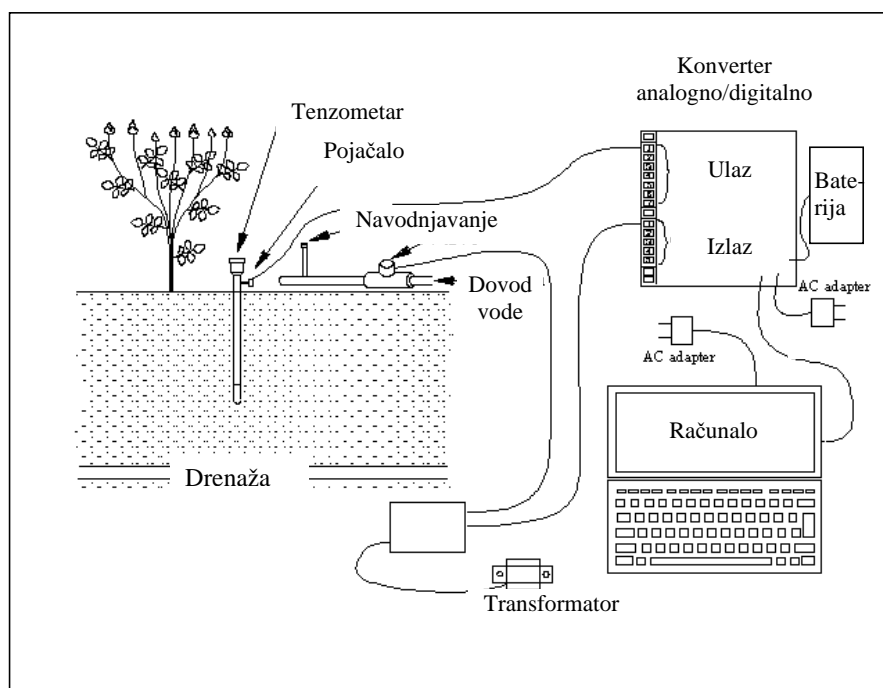 Konverter
analogno/digitalno
Tenzometar
Pojačalo
Ulaz
Bate-
rija
Navodnjavanje
Izlaz
Dovod
vode
AC adapter
AC adapter
Računalo
Drenaža
Transformator